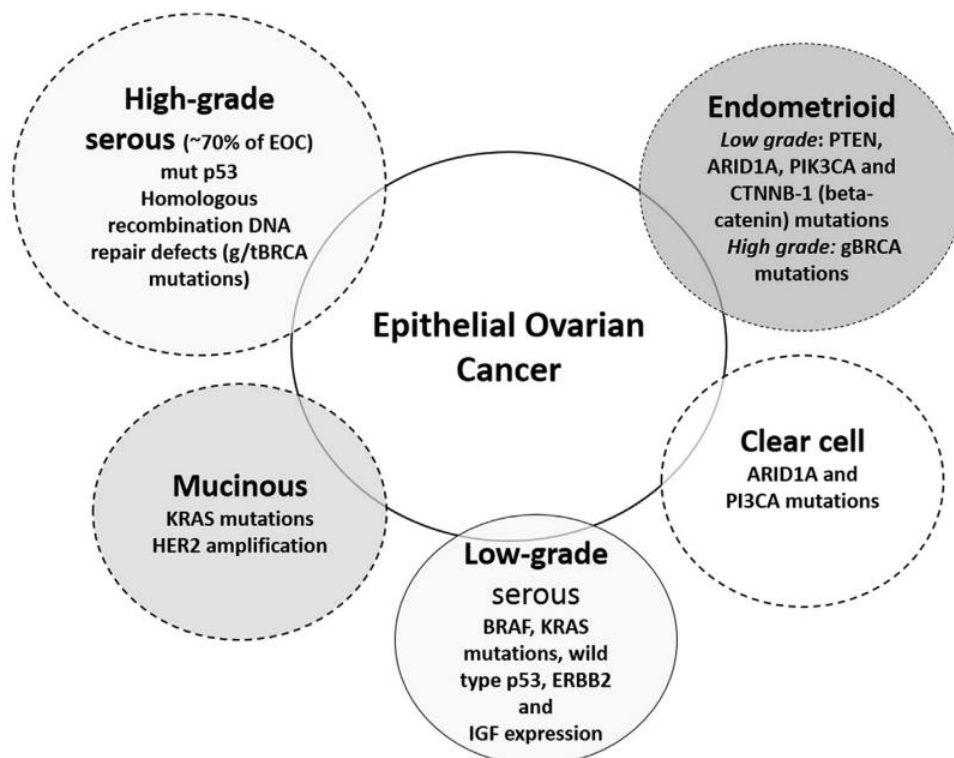 High-grade
serous (~70% of EOC)
mut p53
Homologous
recombination DNA
repair defects (g/tBRCA
mutations)
Endometrioid
Low grade: PTEN,
ARID1A, PIK3CA and
CTNNB-1 (beta-
catenin) mutations
High grade: gBRCA
mutations
Epithelial Ovarian
Cancer
Clear cell
ARID1A and
PI3CA mutations
Mucinous
KRAS mutations
HER2 amplification
Low-grade
serous
BRAF, KRAS
mutations, wild
type p53, ERBB2
and
IGF expression